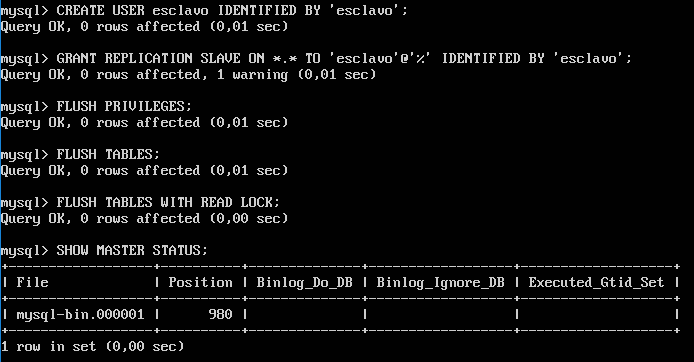 mysql> CREATE USER esclavo IDENTIFIED BY 'esclavo';
Query OK, 0 rows affected (0,01 sec)
mysql> GRANT REPLICATION SLAVE ON *.* TO 'esclavo'@'%' IDENTIFIED BY 'esclavo';
Query OK, 0 rows affected, 1 warning (0,01 sec)
mysql> FLUSH PRIVILEGES;
Query OK, 0 rows affected (0,01 sec)
mysql> FLUSH TABLES;
Query OK, 0 rows affected (0,01 sec)
mysql> FLUSH TABLES WITH READ LOCK;
Query OK, 0 rows affected (0,00 sec)
mysql> SHOW MASTER STATUS;
+------------------+----------+--------------+------------------+-------------------+
| File             | Position | Binlog_Do_DB | Binlog_Ignore_DB | Executed_Gtid_Set |
+------------------+----------+--------------+------------------+-------------------+
| mysql-bin.000001 |      980 |              |                  |                   |
+------------------+----------+--------------+------------------+-------------------+
1 row in set (0,00 sec)